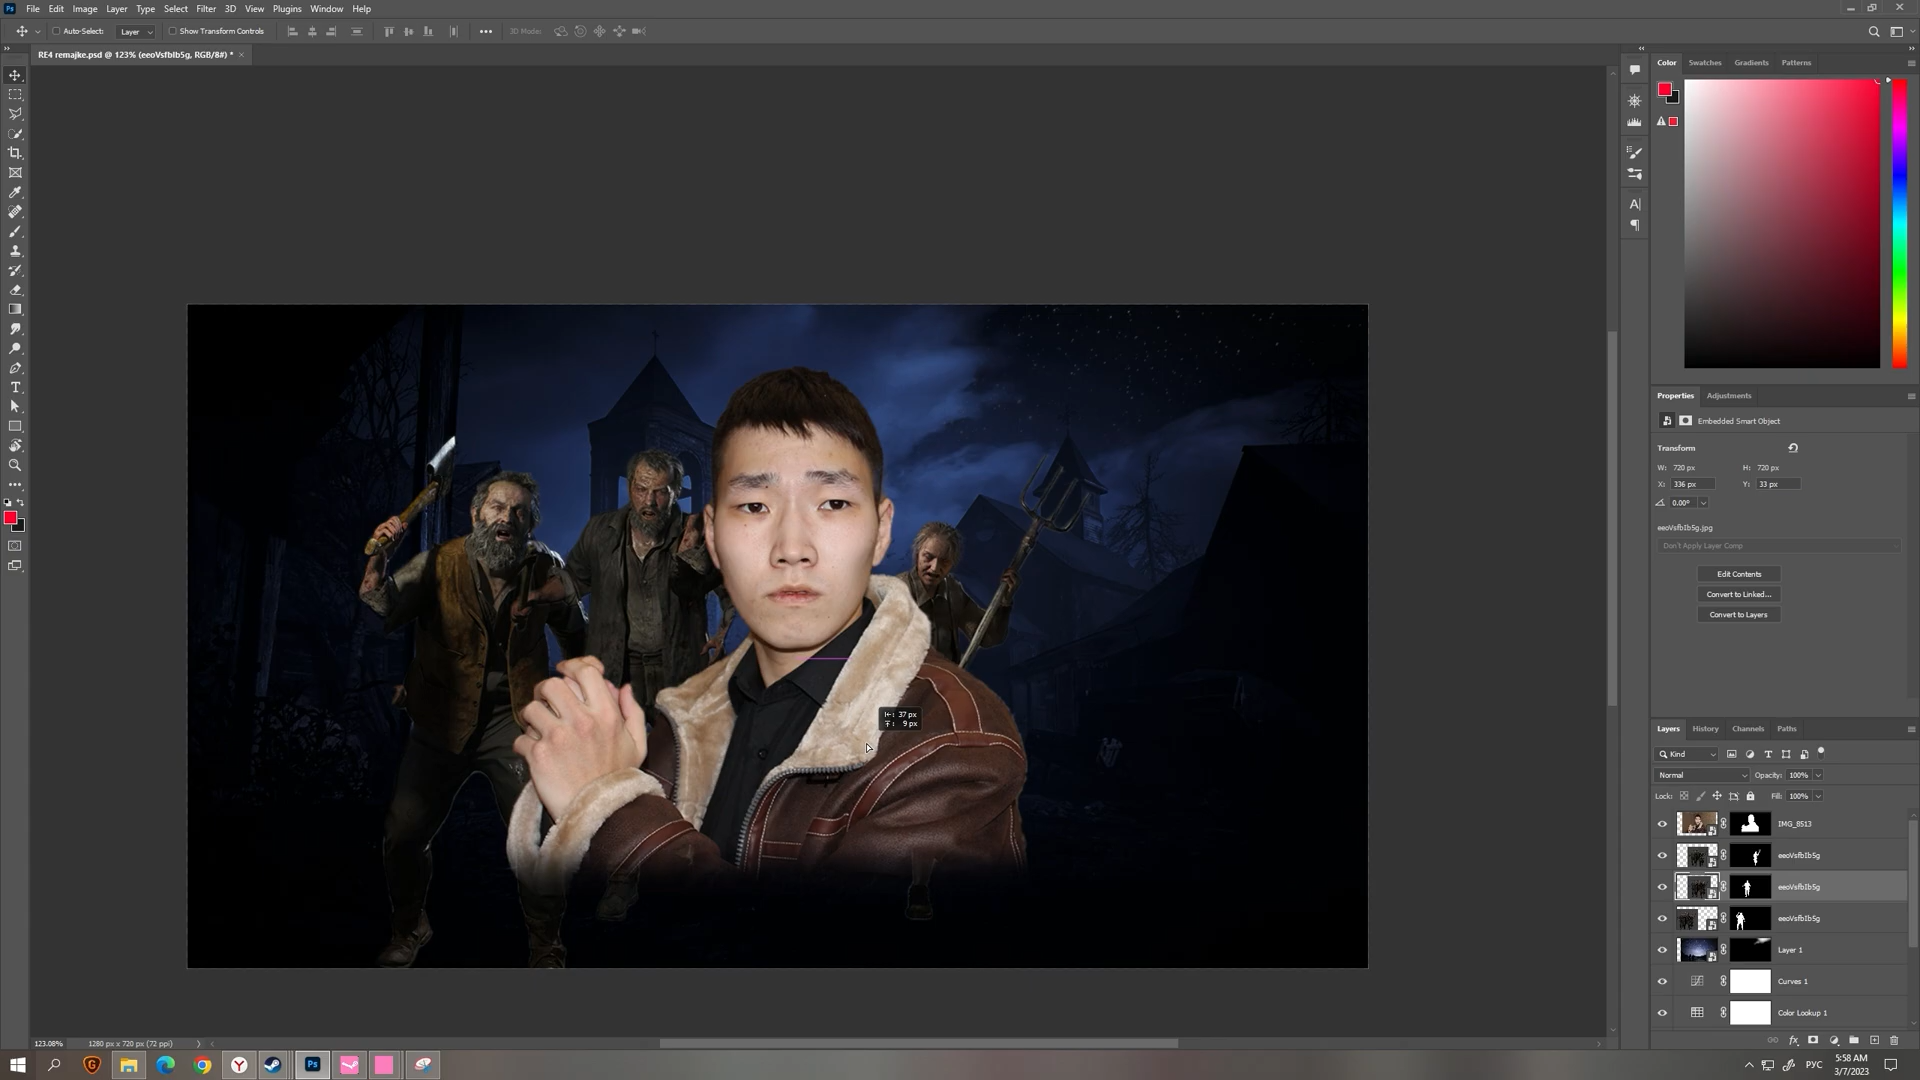 Ps File Edit Image Layer Type Select Filter 3D View Plugins Window Help
Auto-Select: Layer Show Transform Controls 3D Mode:
RE4 remajke.psd @ 123% (eeoVsfbIb5g, RGB/8#) *
Color Swatches Gradients Patterns
Properties Adjustments
Embedded Smart Object
Transform
W: 720 px H: 720 px
X: 336 px Y: 33 px
0.00°
eeoVsfbIb5g.jpg
Don't Apply Layer Comp
Edit Contents
Convert to Linked...
Convert to Layers
37 px
9 px
Layers History Channels Paths
Kind
Normal Opacity: 100%
Lock: Fill: 100%
IMG_8513
eeoVsfbIb5g
eeoVsfbIb5g
eeoVsfbIb5g
Layer 1
Curves 1
Color Lookup 1
123.08% 1280 px x 720 px (72 ppi)
РУС
5:58 AM
3/7/2023